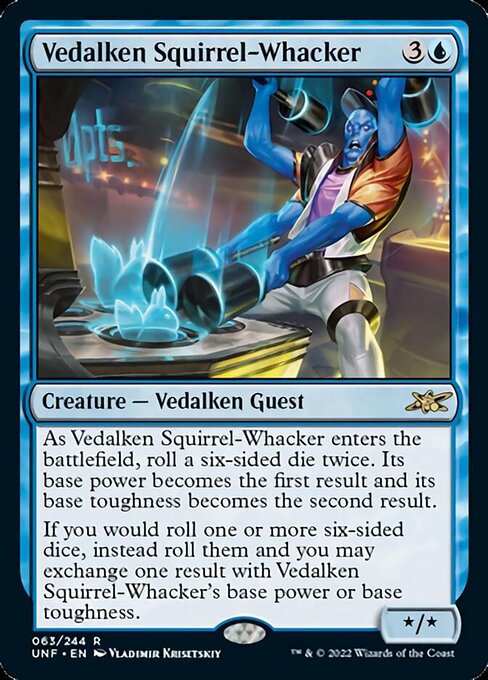 Vedalken Squirrel-Whacker 3
upts.
Creature — Vedalken Guest
As Vedalken Squirrel-Whacker enters the
battlefield, roll a six-sided die twice. Its
base power becomes the first result and its
base toughness becomes the second result.
If you would roll one or more six-sided
dice, instead roll them and you may
exchange one result with Vedalken
Squirrel-Whacker's base power or base
toughness.
*/*
063/244 R
UNF • EN Vladimir Krisetskiy
™ & © 2022 Wizards of the Coast